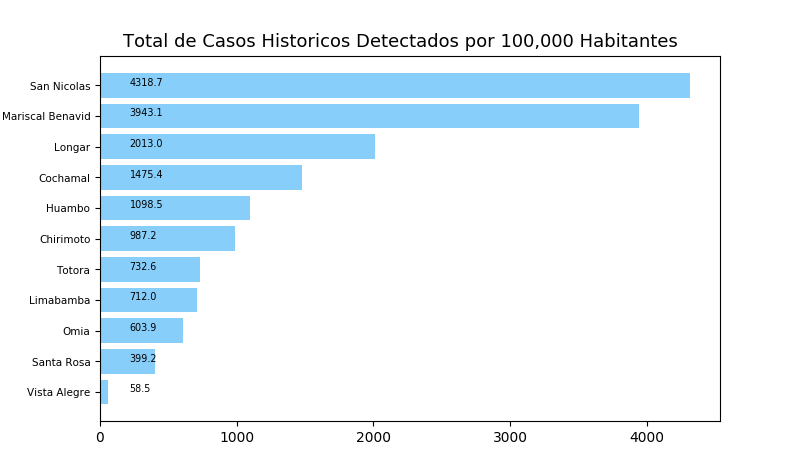 Total de Casos Historicos Detectados por 100,000 Habitantes
San Nicolas 4318.7
Mariscal Benavid 3943.1
Longar 2013.0
Cochamal 1475.4
Huambo 1098.5
Chirimoto 987.2
Totora 732.6
Limabamba 712.0
Omia 603.9
Santa Rosa 399.2
Vista Alegre 58.5
0 1000 2000 3000 4000